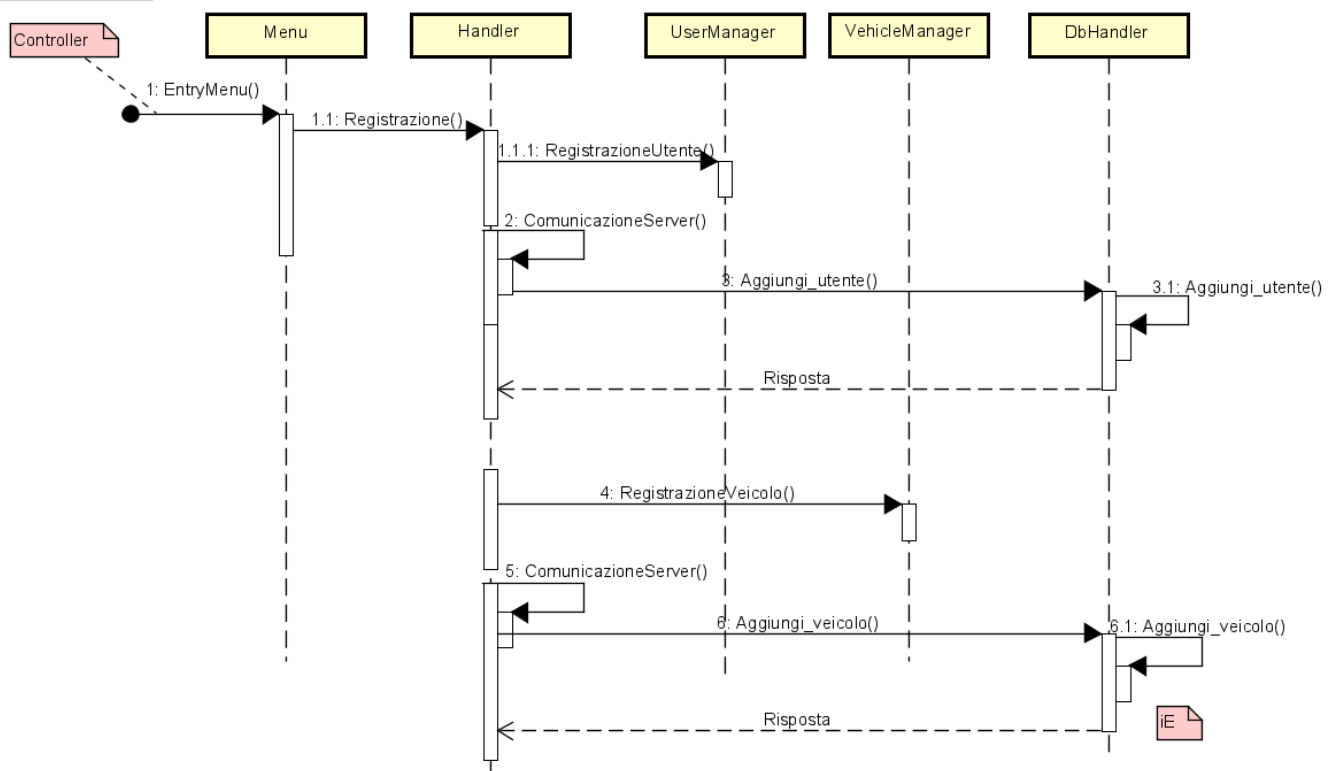 Controller
Menu
Handler
UserManager
VehicleManager
DbHandler
1: EntryMenu()
1.1: Registrazione()
1.1.1: RegistrazioneUtente()
2: ComunicazioneServer()
3: Aggiungi_utente()
3.1: Aggiungi_utente()
Risposta
4: RegistrazioneVeicolo()
5: ComunicazioneServer()
6: Aggiungi_veicolo()
6.1: Aggiungi_veicolo()
Risposta
iE